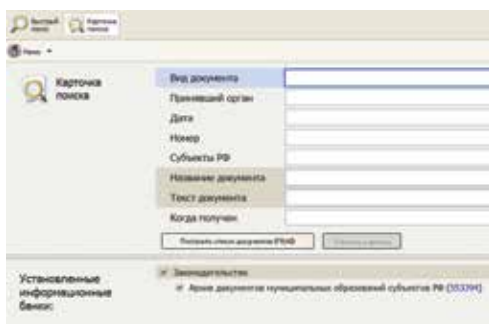 Быстрый поиск
Карточка поиска
Меню
Карточка
поиска
Вид документа
Принявший орган
Дата
Номер
Субъекты РФ
Название документа
Текст документа
Когда получен
Построить список документов (F9)
Установленные
информационные
банки:
Законодательство
Архив документов муниципальных образований субъектов РФ (553394)